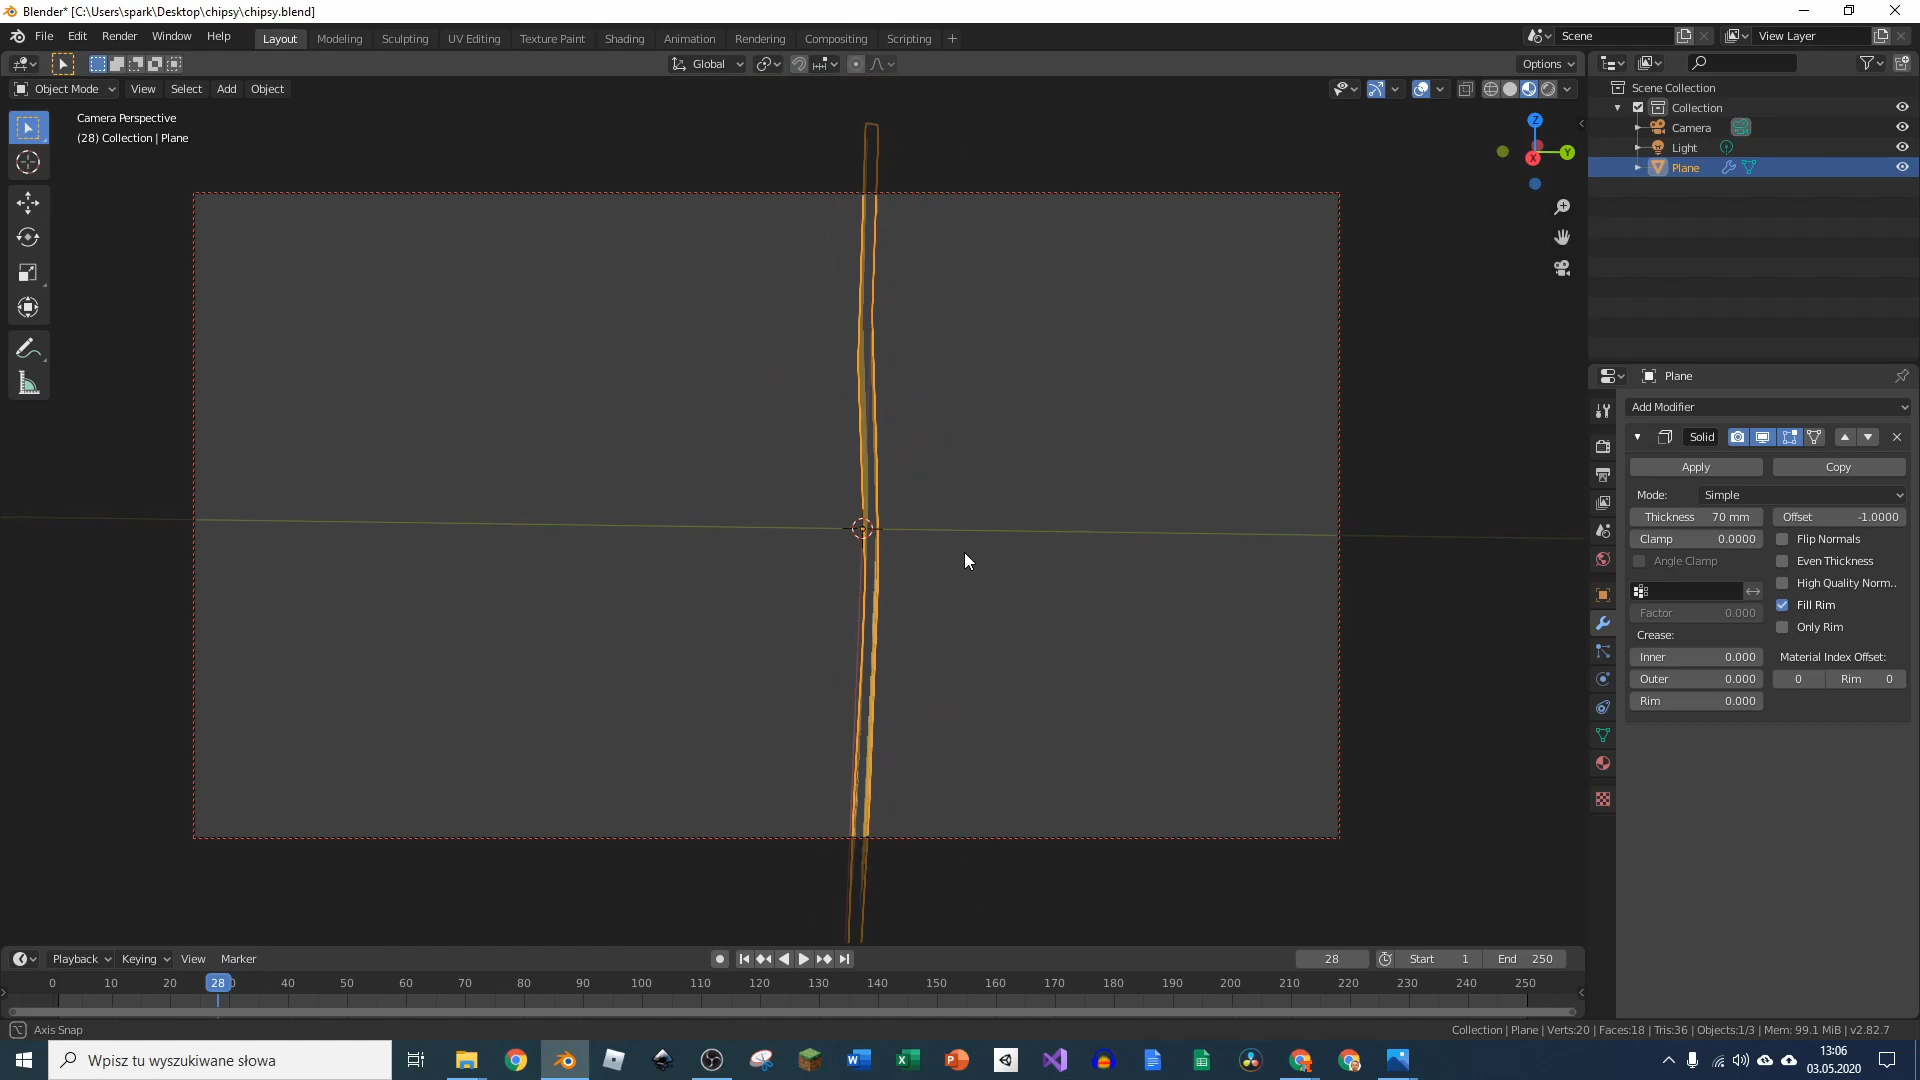 Blender* [C:\Users\spark\Desktop\chipsy\chipsy.blend]
File Edit Render Window Help Layout Modeling Sculpting UV Editing Texture Paint Shading Animation Rendering Compositing Scripting Scene View Layer
Global Options
Object Mode View Select Add Object
Camera Perspective
(28) Collection | Plane
Z
Y
X
Scene Collection
Collection
Camera
Light
Plane
Plane
Add Modifier
Solid
Apply Copy
Mode: Simple
Thickness 70 mm Offset -1.0000
Clamp 0.0000 Flip Normals
Angle Clamp Even Thickness
High Quality Norm..
Factor 0.000 Fill Rim
Crease: Only Rim
Inner 0.000 Material Index Offset:
Outer 0.000 0 Rim 0
Rim 0.000
Playback Keying View Marker 28 Start 1 End 250
0 10 20 28 40 50 60 70 80 90 100 110 120 130 140 150 160 170 180 190 200 210 220 230 240 250
Axis Snap Collection | Plane | Verts:20 | Faces:18 | Tris:36 | Objects:1/3 | Mem: 99.1 MiB | v2.82.7
Wpisz tu wyszukiwane słowa
13:06
03.05.2020